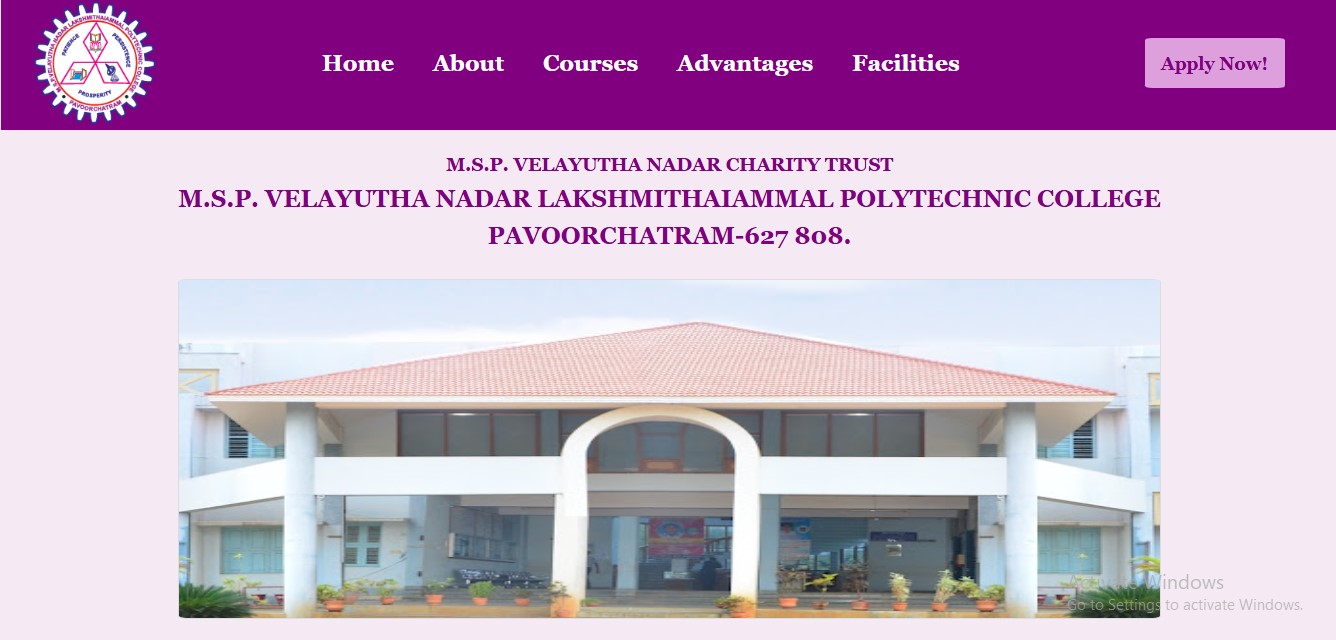 M.S.P.VELAYUTHA NADAR LAKSHMITHAIAMMAL POLYTECHNIC COLLEGE
PATIENCE
PERSISTENCE
PROSPERITY
PAVOORCHATRAM
Home About Courses Advantages Facilities Apply Now!
M.S.P. VELAYUTHA NADAR CHARITY TRUST
M.S.P. VELAYUTHA NADAR LAKSHMITHAIAMMAL POLYTECHNIC COLLEGE
PAVOORCHATRAM-627 808.
Activate Windows
Go to Settings to activate Windows.